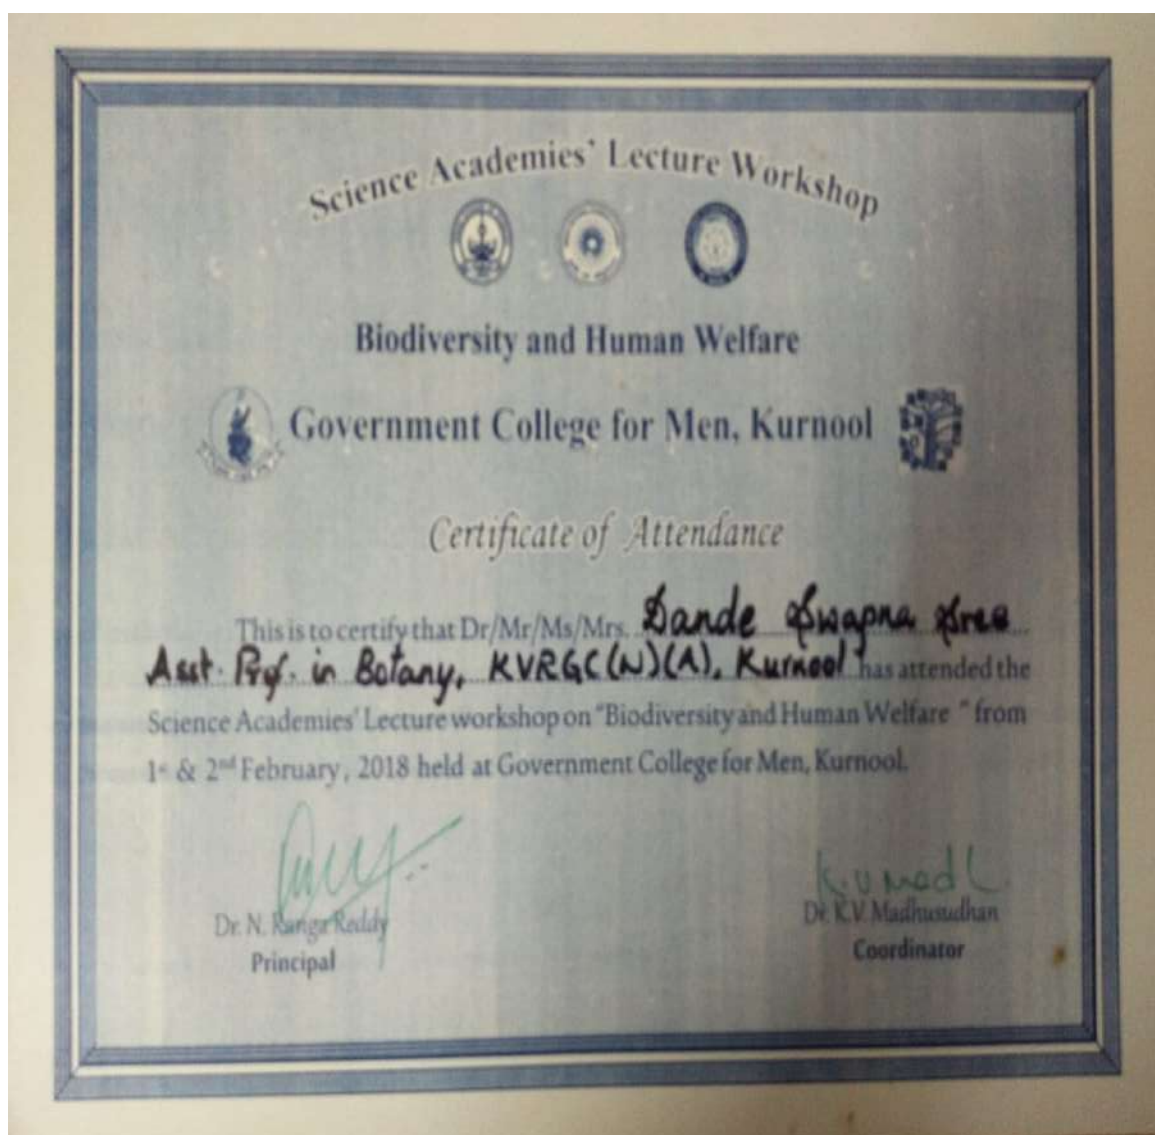 Science Academies' Lecture Workshop
Biodiversity and Human Welfare
Government College for Men, Kurnool
Certificate of Attendance
This is to certify that Dr/Mr/Ms/Mrs. Dande Swapna Sree
Asst. Prof. in Botany, KVRGC(W)(A), Kurnool has attended the
Science Academies' Lecture workshop on "Biodiversity and Human Welfare " from
1st & 2nd February, 2018 held at Government College for Men, Kurnool.
Dr. N. Ranga Reddy
Principal
Dr. K.V. Madhusudhan
Coordinator